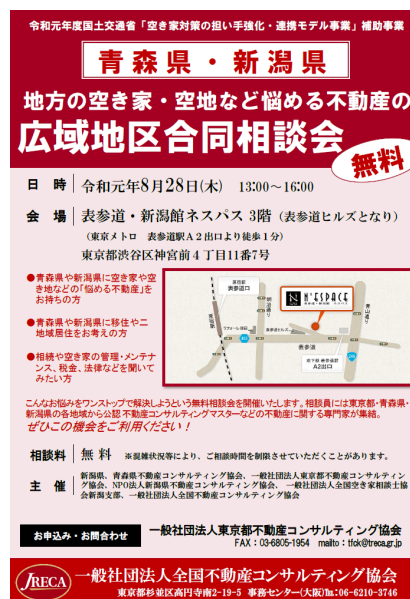 令和元年度国土交通省「空き家対策の担い手強化・連携モデル事業」補助事業
青森県・新潟県
地方の空き家・空地など悩める不動産の
広域地区合同相談会
無料
日 時 令和元年8月28日(木) 13:00～16:00
会 場 表参道・新潟館ネスパス 3階（表参道ヒルズとなり）
（東京メトロ 表参道駅A2出口より徒歩1分）
東京都渋谷区神宮前4丁目11番7号
●青森県や新潟県に空き家や空
き地などの「悩める不動産」を
お持ちの方
●青森県や新潟県に移住や二
地域居住をお考えの方
●相続や空き家の管理・メンテナ
ンス、税金、法律などを聞いて
みたい方
原宿駅
表参道口
N'ESPACE
表参道
A2出口
こんなお悩みをワンストップで解決しようという無料相談会を開催いたします。相談員には東京都・青森県・
新潟県の各地域から公認 不動産コンサルティングマスターなどの不動産に関する専門家が集結。
ぜひこの機会をご利用ください！
相談料 無 料 ※混雑状況等により、ご相談時間を制限させていただくことがあります。
主 催 新潟県、青森県不動産コンサルティング協会、一般社団法人東京都不動産コンサルティン
グ協会、NPO法人新潟県不動産コンサルティング協会、一般社団法人全国空き家相談士協
会新潟支部、一般社団法人全国不動産コンサルティング協会
お申込み・お問合わせ 一般社団法人東京都不動産コンサルティング協会
FAX：03-6805-1954 mailto：tfok@treca.gr.jp
JRECA 一般社団法人全国不動産コンサルティング協会
東京都杉並区高円寺南2-19-5 事務センター(大阪)℡:06-6210-3746